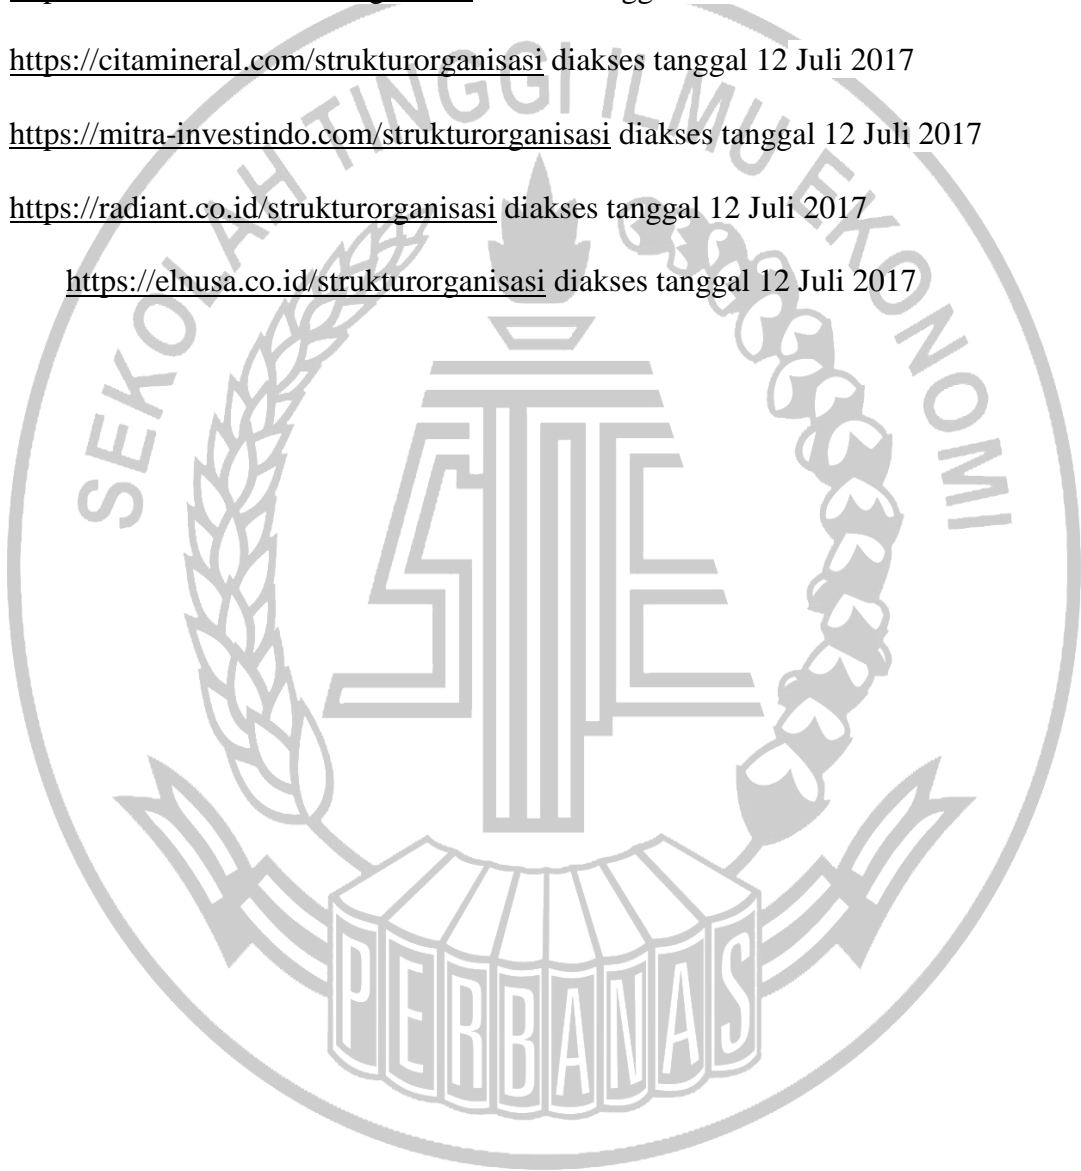 https://citamineral.com/strukturorganisasi diakses tanggal 12 Juli 2017
https://mitra-investindo.com/strukturorganisasi diakses tanggal 12 Juli 2017
https://radiant.co.id/strukturorganisasi diakses tanggal 12 Juli 2017
https://elnusa.co.id/strukturorganisasi diakses tanggal 12 Juli 2017
SEKOLAH TINGGI ILMU EKONOMI
STIE
PERBANAS